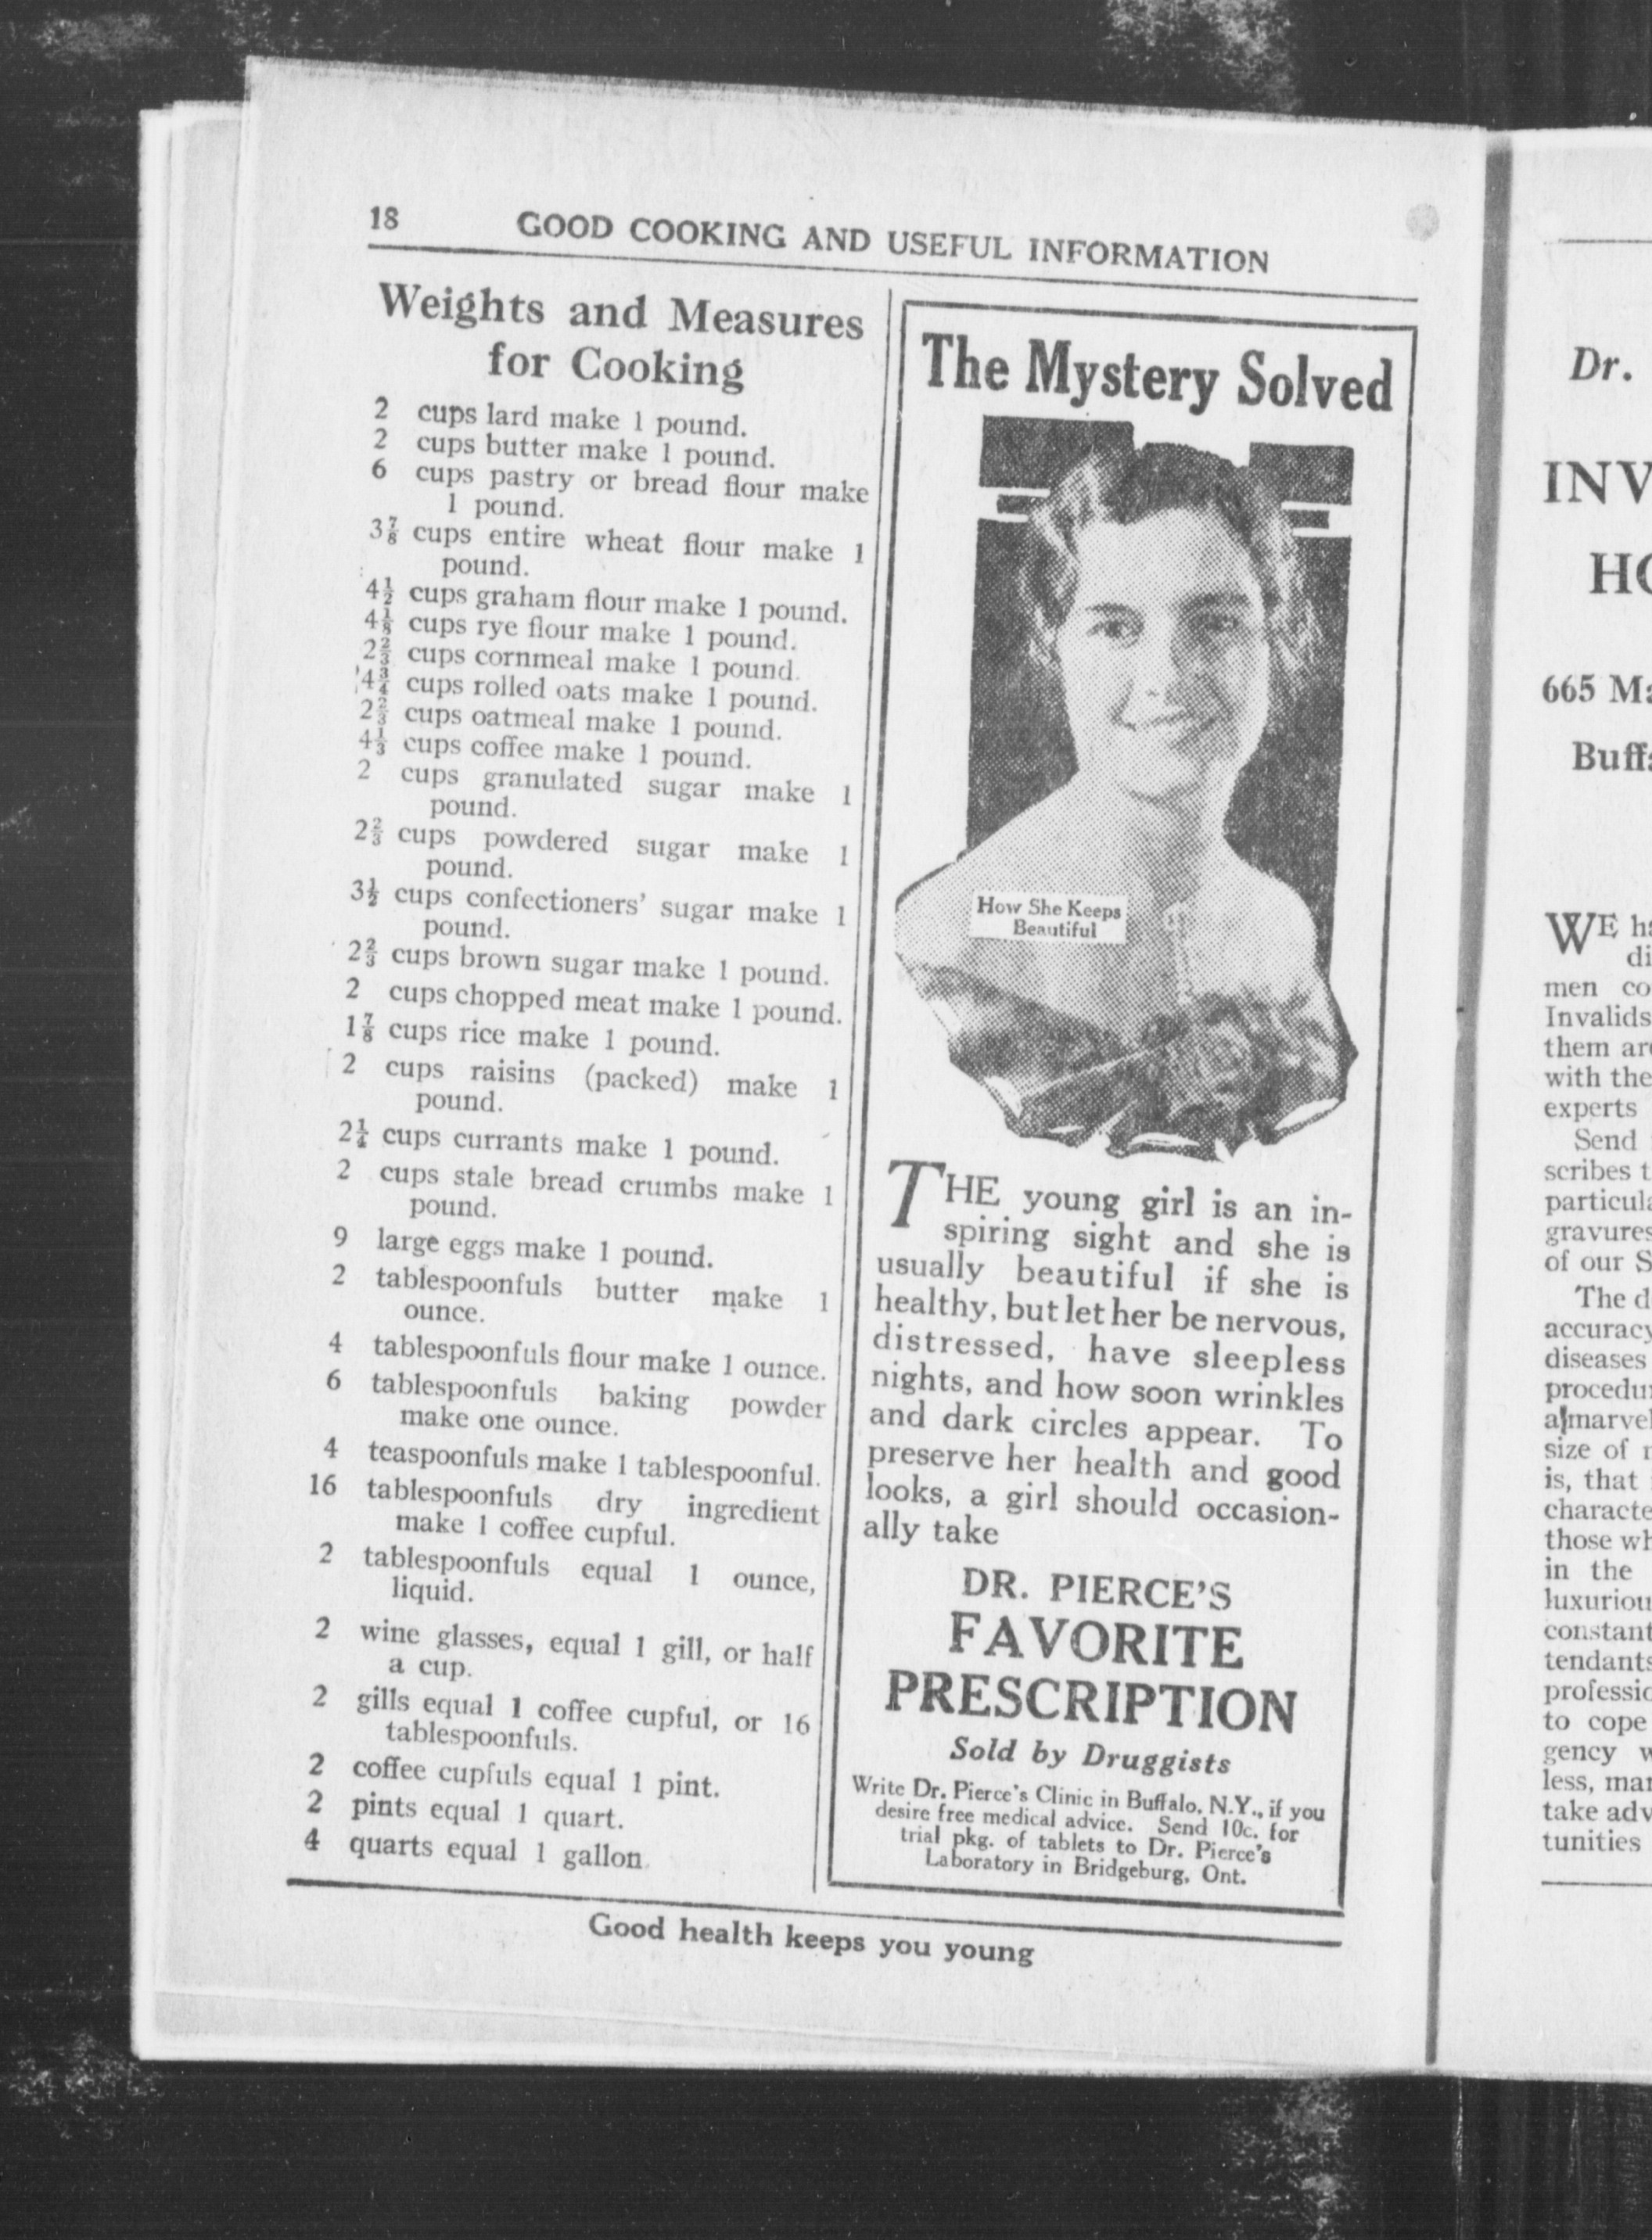 18 GOOD COOKING AND USEFUL INFORMATION
Weights and Measures
for Cooking
2 cups lard make 1 pound.
2 cups butter make 1 pound.
6 cups pastry or bread flour make
1 pound.
3⅞ cups entire wheat flour make 1
pound.
4½ cups graham flour make 1 pound.
4⅛ cups rye flour make 1 pound.
2⅔ cups cornmeal make 1 pound.
4¾ cups rolled oats make 1 pound.
2⅔ cups oatmeal make 1 pound.
4⅓ cups coffee make 1 pound.
2 cups granulated sugar make 1
pound.
2⅔ cups powdered sugar make 1
pound.
3½ cups confectioners' sugar make 1
pound.
2⅔ cups brown sugar make 1 pound.
2 cups chopped meat make 1 pound.
1⅞ cups rice make 1 pound.
2 cups raisins (packed) make 1
pound.
2¼ cups currants make 1 pound.
2 cups stale bread crumbs make 1
pound.
9 large eggs make 1 pound.
2 tablespoonfuls butter make 1
ounce.
4 tablespoonfuls flour make 1 ounce.
6 tablespoonfuls baking powder
make one ounce.
4 teaspoonfuls make 1 tablespoonful.
16 tablespoonfuls dry ingredient
make 1 coffee cupful.
2 tablespoonfuls equal 1 ounce,
liquid.
2 wine glasses, equal 1 gill, or half
a cup.
2 gills equal 1 coffee cupful, or 16
tablespoonfuls.
2 coffee cupfuls equal 1 pint.
2 pints equal 1 quart.
4 quarts equal 1 gallon.
The Mystery Solved
How She Keeps
Beautiful
THE young girl is an in-
spiring sight and she is
usually beautiful if she is
healthy, but let her be nervous,
distressed, have sleepless
nights, and how soon wrinkles
and dark circles appear. To
preserve her health and good
looks, a girl should occasion-
ally take
DR. PIERCE'S
FAVORITE
PRESCRIPTION
Sold by Druggists
Write Dr. Pierce's Clinic in Buffalo, N.Y., if you
desire free medical advice. Send 10c. for
trial pkg. of tablets to Dr. Pierce's
Laboratory in Bridgeburg, Ont.
Good health keeps you young
Dr.
INV
HO
665 Ma
Buffa
WE ha
di
men co
Invalids
them are
with the
experts
Send
scribes t
particula
gravures
of our S
The d
accuracy
diseases
procedur
a marvel
size of
is, that
characte
those wh
in the
luxuriou
constant
tendants
professio
to cope
gency w
less, mar
take adv
tunities